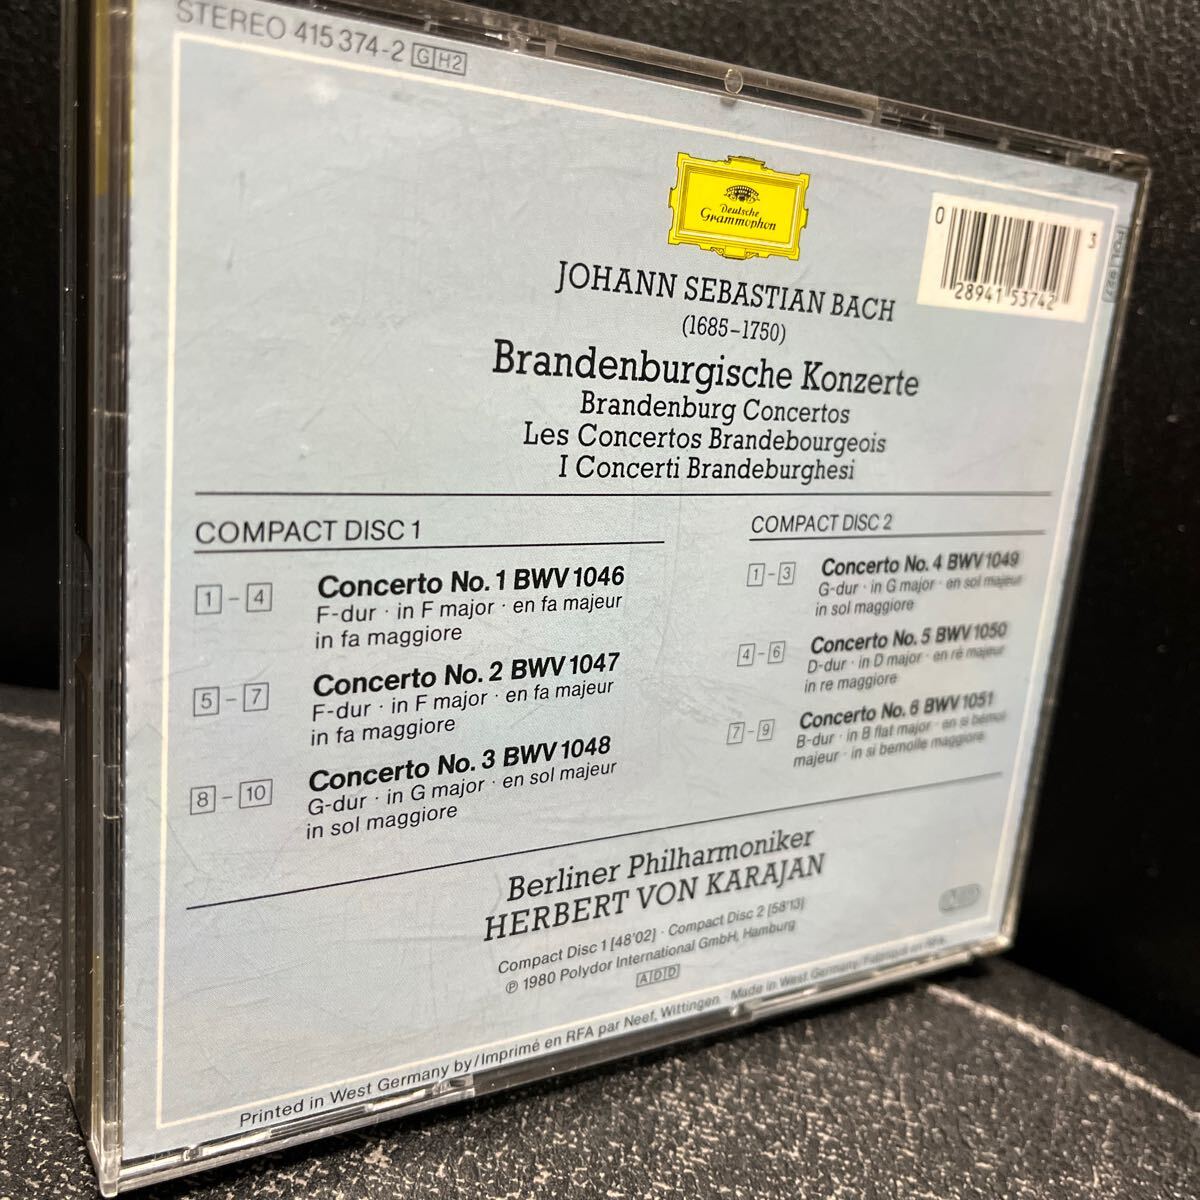 STEREO 415 374-2 GH2
Deutsche
Grammophon
0 28941 53742 3
JOHANN SEBASTIAN BACH
(1685–1750)
Brandenburgische Konzerte
Brandenburg Concertos
Les Concertos Brandebourgeois
I Concerti Brandeburghesi
COMPACT DISC 1
1 – 4 Concerto No. 1 BWV 1046
F-dur · in F major · en fa majeur
in fa maggiore
5 – 7 Concerto No. 2 BWV 1047
F-dur · in F major · en fa majeur
in fa maggiore
8 – 10 Concerto No. 3 BWV 1048
G-dur · in G major · en sol majeur
in sol maggiore
COMPACT DISC 2
1 – 3 Concerto No. 4 BWV 1049
G-dur · in G major · en sol majeur
in sol maggiore
4 – 6 Concerto No. 5 BWV 1050
D-dur · in D major · en ré majeur
in re maggiore
7 – 9 Concerto No. 6 BWV 1051
B-dur · in B flat major · en si bémol
majeur · in si bemolle maggiore
Berliner Philharmoniker
HERBERT VON KARAJAN
Compact Disc 1 [48'02] · Compact Disc 2 [58'13]
℗ 1980 Polydor International GmbH, Hamburg
ADD
Printed in West Germany by/Imprimé en RFA par Neef, Wittingen. Made in West Germany/Fabriqué en RFA.